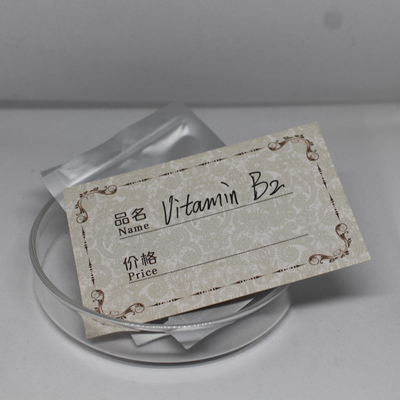 品名 Vitamin B2
Name
价格
Price